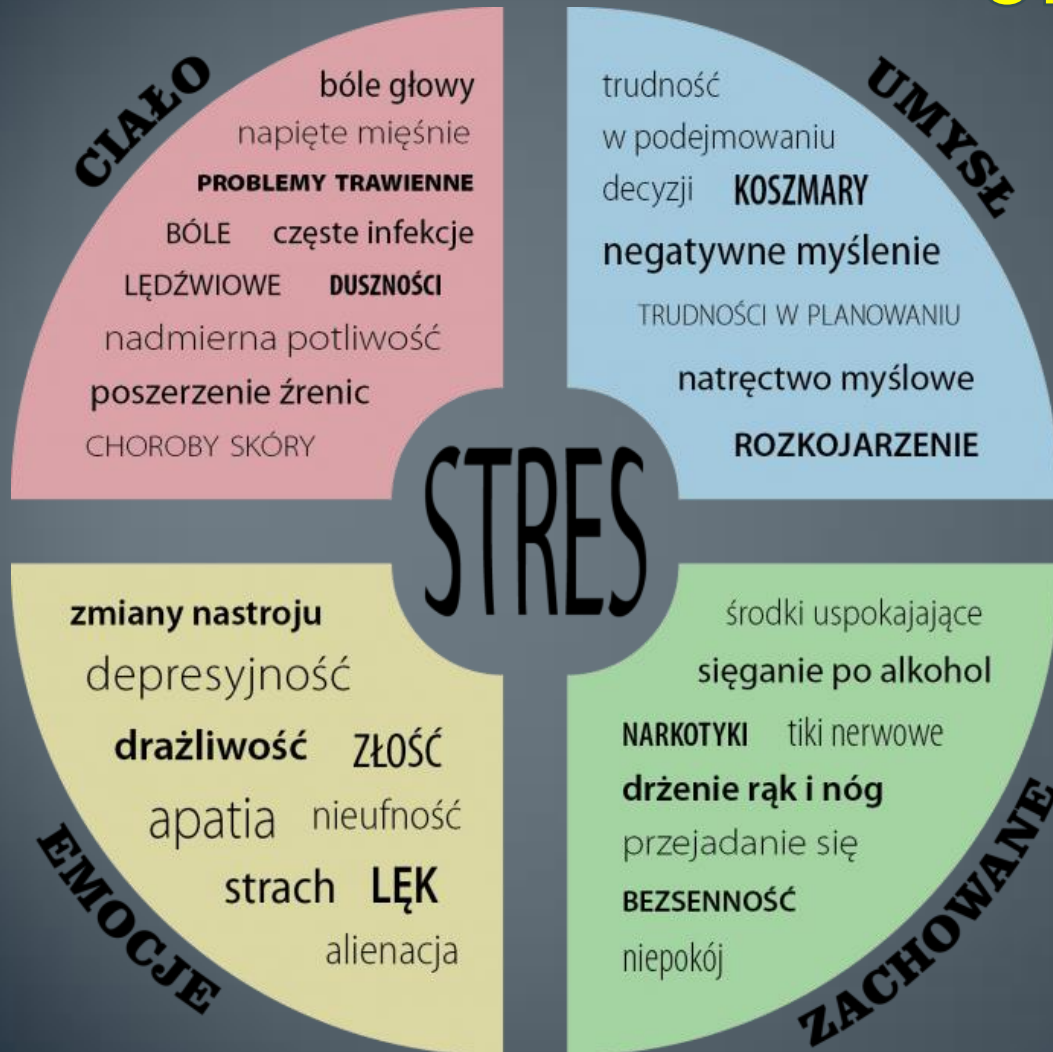 CIAŁO
bóle głowy
napięte mięśnie
PROBLEMY TRAWIENNE
BÓLE częste infekcje
LĘDŹWIOWE DUSZNOŚCI
nadmierna potliwość
poszerzenie źrenic
CHOROBY SKÓRY
UMYSŁ
trudność
w podejmowaniu
decyzji KOSZMARY
negatywne myślenie
TRUDNOŚCI W PLANOWANIU
natręctwo myślowe
ROZKOJARZENIE
STRES
zmiany nastroju
depresyjność
drażliwość ZŁOŚĆ
apatia nieufność
strach LĘK
alienacja
EMOCJE
środki uspokajające
sięganie po alkohol
NARKOTYKI tiki nerwowe
drżenie rąk i nóg
przejadanie się
BEZSENNOŚĆ
niepokój
ZACHOWANE